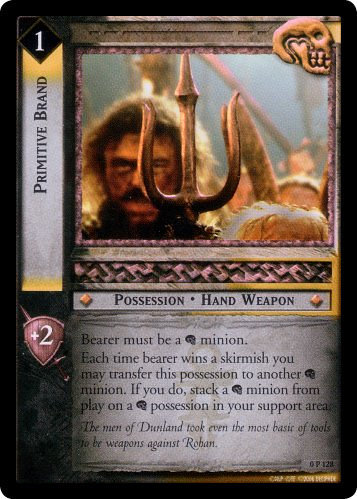 1
PRIMITIVE BRAND
POSSESSION • HAND WEAPON
+2
Bearer must be a minion.
Each time bearer wins a skirmish you
may transfer this possession to another
minion. If you do, stack a minion from
play on a possession in your support area.
The men of Dunland took even the most basic of tools
to be weapons against Rohan.
0 P 128